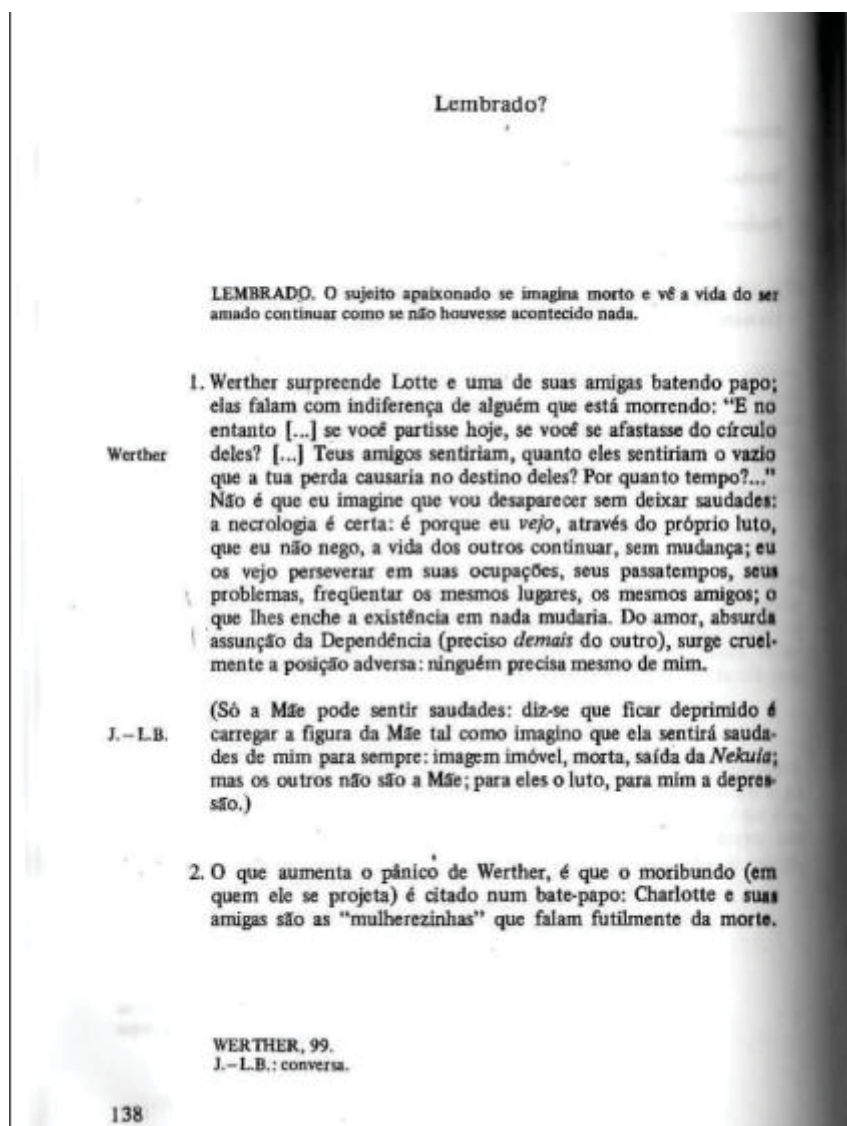 Lembrado?
LEMBRADO. O sujeito apaixonado se imagina morto e vê a vida do ser
amado continuar como se não houvesse acontecido nada.
1. Werther surpreende Lotte e uma de suas amigas batendo papo;
elas falam com indiferença de alguém que está morrendo: “E no
entanto [...] se você partisse hoje, se você se afastasse do círculo
Werther
deles? [...] Teus amigos sentiriam, quanto eles sentiriam o vazio
que a tua perda causaria no destino deles? Por quanto tempo?...”
Não é que eu imagine que vou desaparecer sem deixar saudades:
a necrologia é certa: é porque eu vejo, através do próprio luto,
que eu não nego, a vida dos outros continuar, sem mudança; eu
os vejo perseverar em suas ocupações, seus passatempos, seus
problemas, freqüentar os mesmos lugares, os mesmos amigos; o
que lhes enche a existência em nada mudaria. Do amor, absurda
assunção da Dependência (preciso demais do outro), surge cruel-
mente a posição adversa: ninguém precisa mesmo de mim.
(Só a Mãe pode sentir saudades: diz-se que ficar deprimido é
J.–L.B.
carregar a figura da Mãe tal como imagino que ela sentirá sauda-
des de mim para sempre: imagem imóvel, morta, saída da Nekuia;
mas os outros não são a Mãe; para eles o luto, para mim a depres-
são.)
2. O que aumenta o pânico de Werther, é que o moribundo (em
quem ele se projeta) é citado num bate-papo: Charlotte e suas
amigas são as “mulherezinhas” que falam futilmente da morte.
WERTHER, 99.
J.–L.B.: conversa.
138